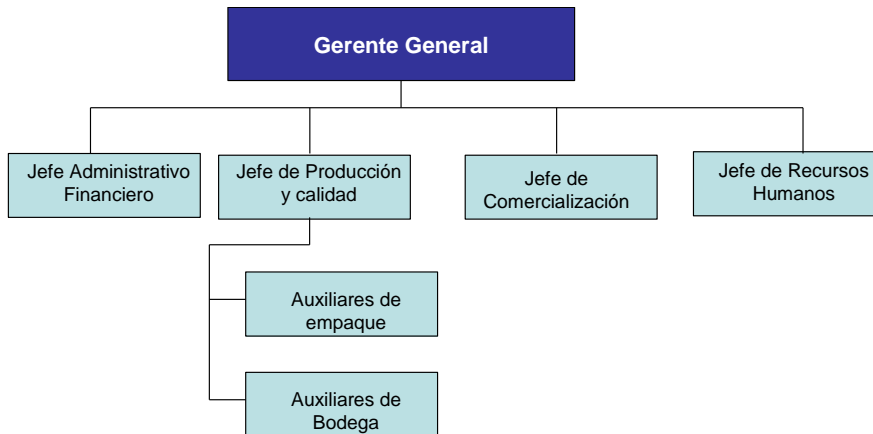 Gerente General
Jefe Administrativo
Financiero
Jefe de Producción
y calidad
Jefe de
Comercialización
Jefe de Recursos
Humanos
Auxiliares de
empaque
Auxiliares de
Bodega